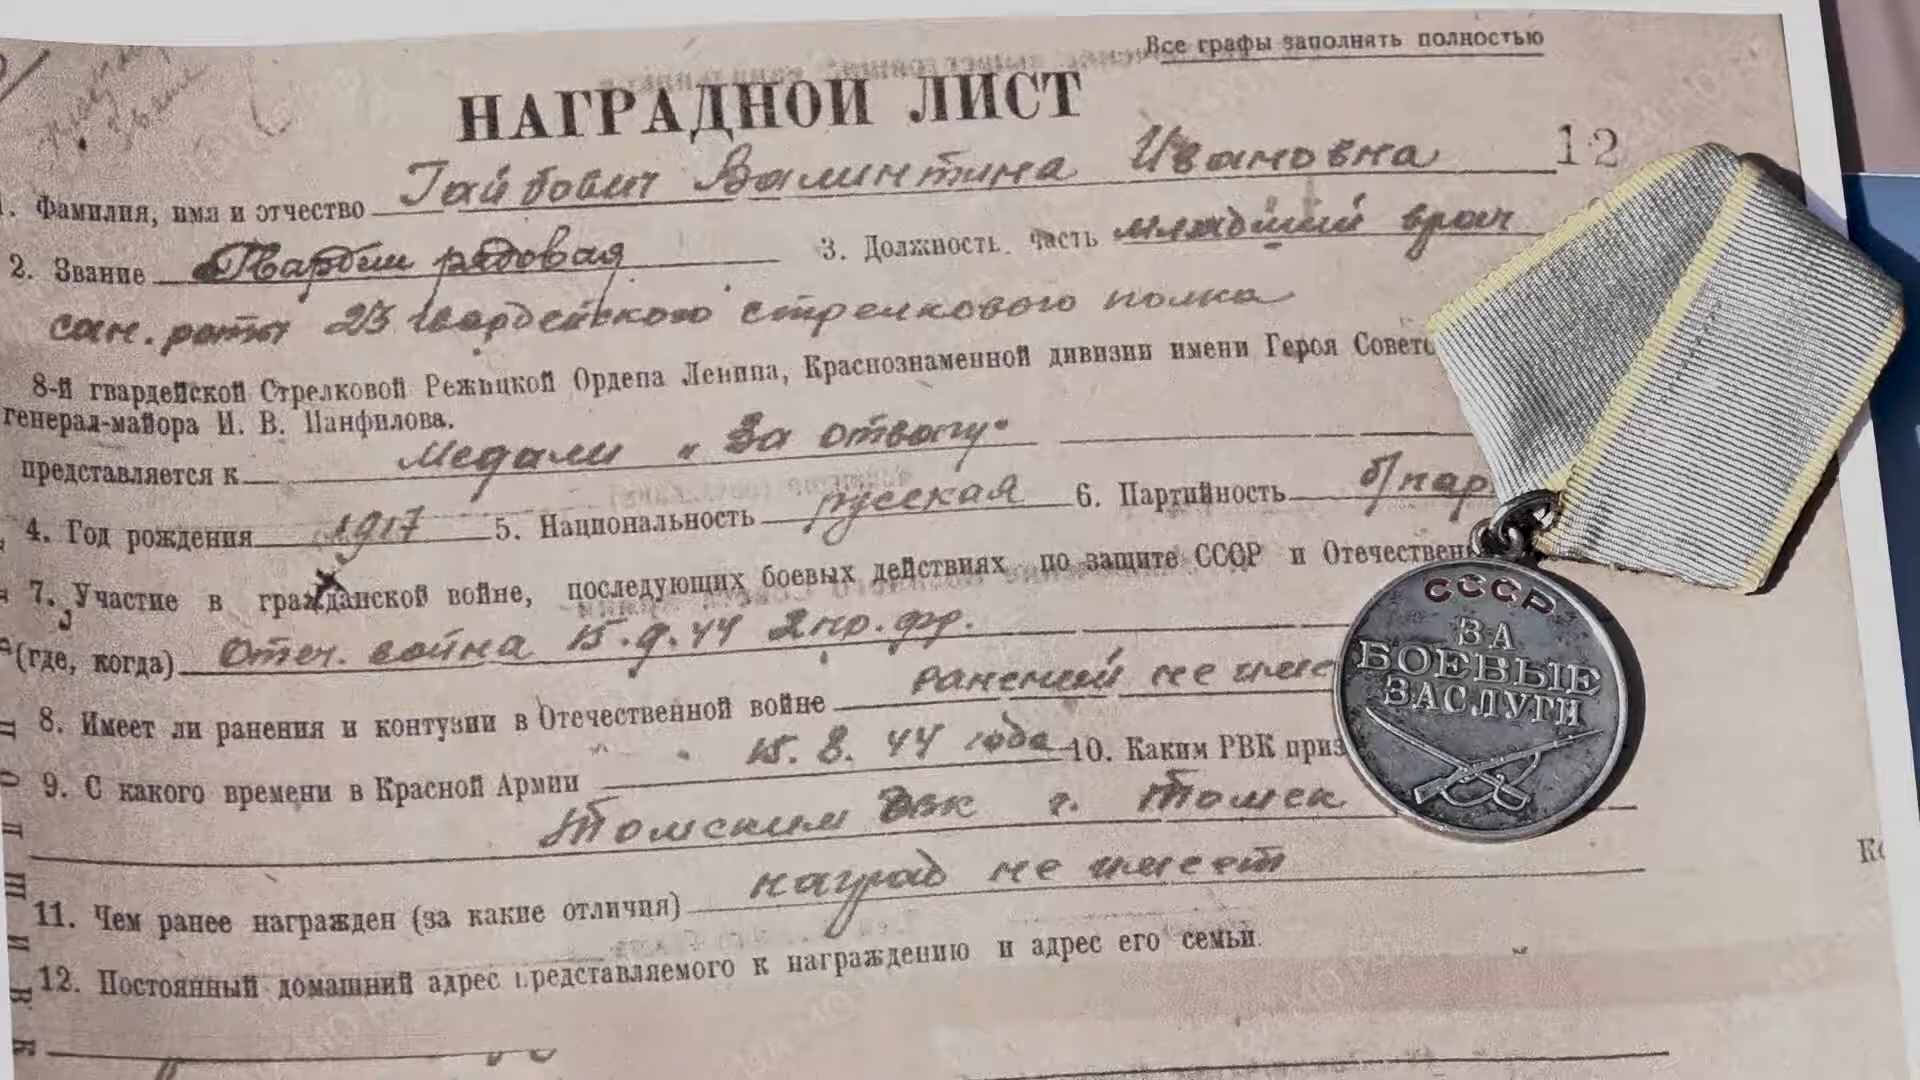 Все графы заполнять полностью
НАГРАДНОЙ ЛИСТ
12
1. Фамилия, имя и отчество Гайбович Валинтина Ивановна
2. Звание Гвардии рядовая 3. Должность, часть младший врач
сан. роты 23 гвардейского стрелкового полка
8-й гвардейской Стрелковой Режицкой Ордена Ленина, Краснознаменной дивизии имени Героя Советс
генерал-майора И. В. Панфилова.
представляется к Медали "За отвагу"
4. Год рождения 1917 5. Национальность русская 6. Партийность б/пар
7. Участие в гражданской войне, последующих боевых действиях по защите СССР и Отечествен
(где, когда) Отеч. война 15.9.44 2 пр. фр.
8. Имеет ли ранения и контузии в Отечественной войне ранений не име
9. С какого времени в Красной Армии 15.8.44 года 10. Каким РВК приз
Томским г. Томск
11. Чем ранее награжден (за какие отличия) наград не имеет
12. Постоянный домашний адрес представляемого к награждению и адрес его семьи
СССР
ЗА
БОЕВЫЕ
ЗАСЛУГИ